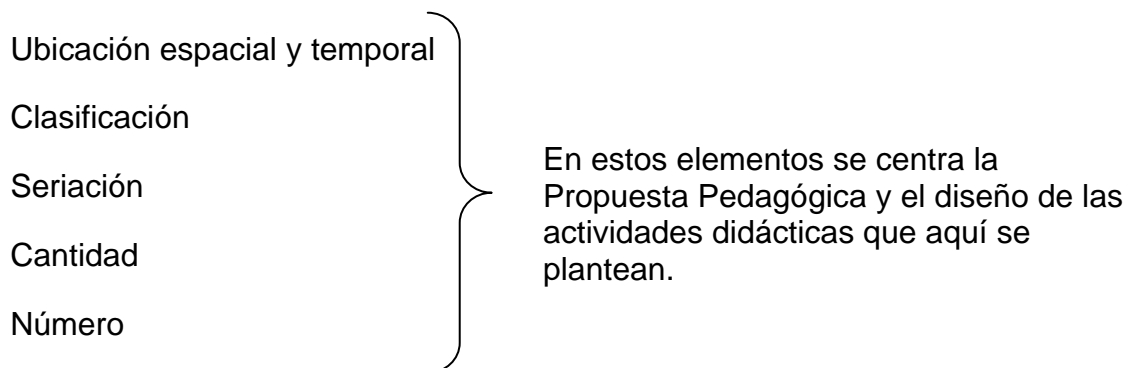 Ubicación espacial y temporal
Clasificación
Seriación
Cantidad
Número
En estos elementos se centra la
Propuesta Pedagógica y el diseño de las
actividades didácticas que aquí se
plantean.